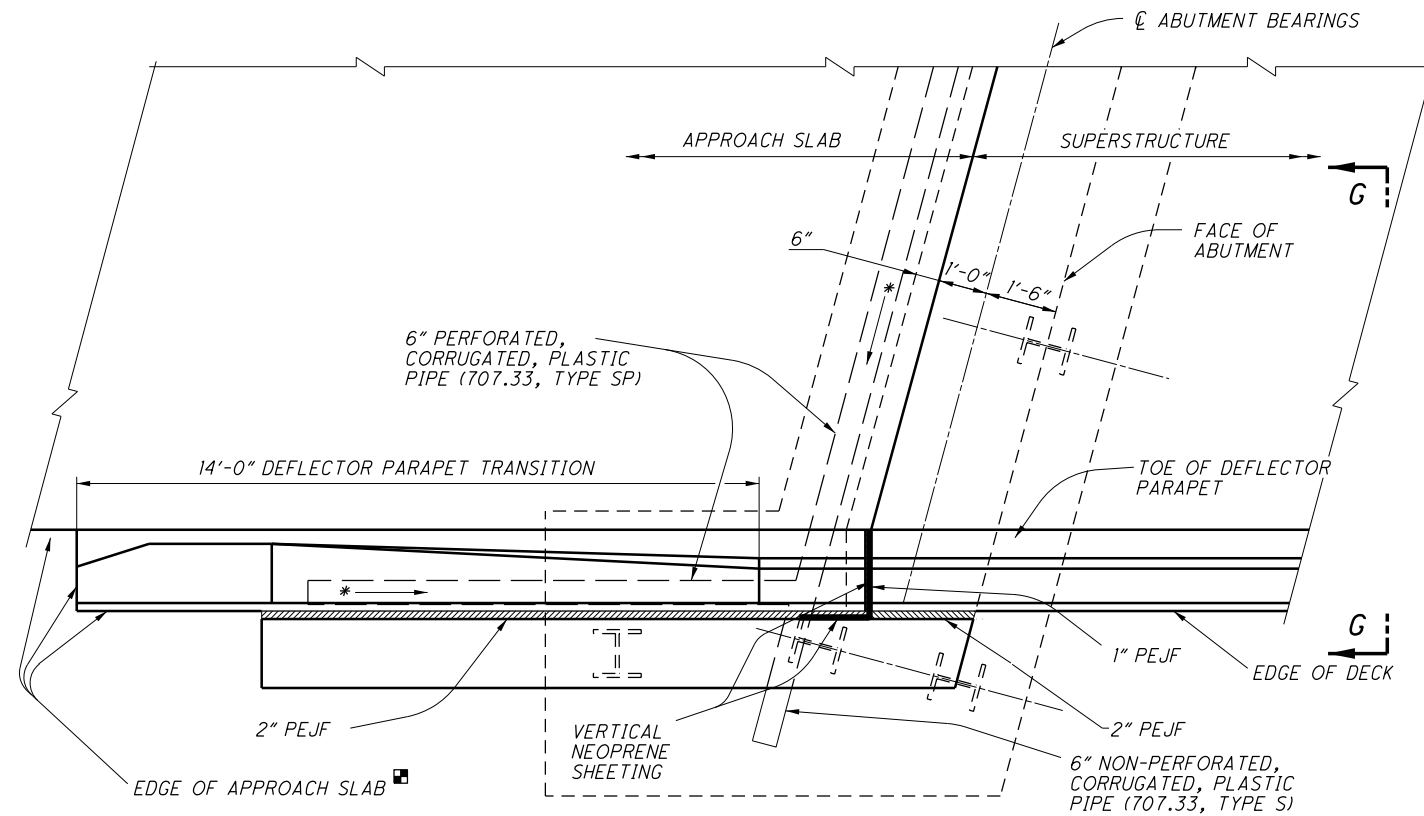 ℄ ABUTMENT BEARINGS
APPROACH SLAB
SUPERSTRUCTURE
G
FACE OF
ABUTMENT
6"
1'-0"
1'-6"
*
6" PERFORATED,
CORRUGATED, PLASTIC
PIPE (707.33, TYPE SP)
14'-0" DEFLECTOR PARAPET TRANSITION
TOE OF DEFLECTOR
PARAPET
*
G
1" PEJF
EDGE OF DECK
2" PEJF
VERTICAL
NEOPRENE
SHEETING
2" PEJF
6" NON-PERFORATED,
CORRUGATED, PLASTIC
PIPE (707.33, TYPE S)
EDGE OF APPROACH SLAB